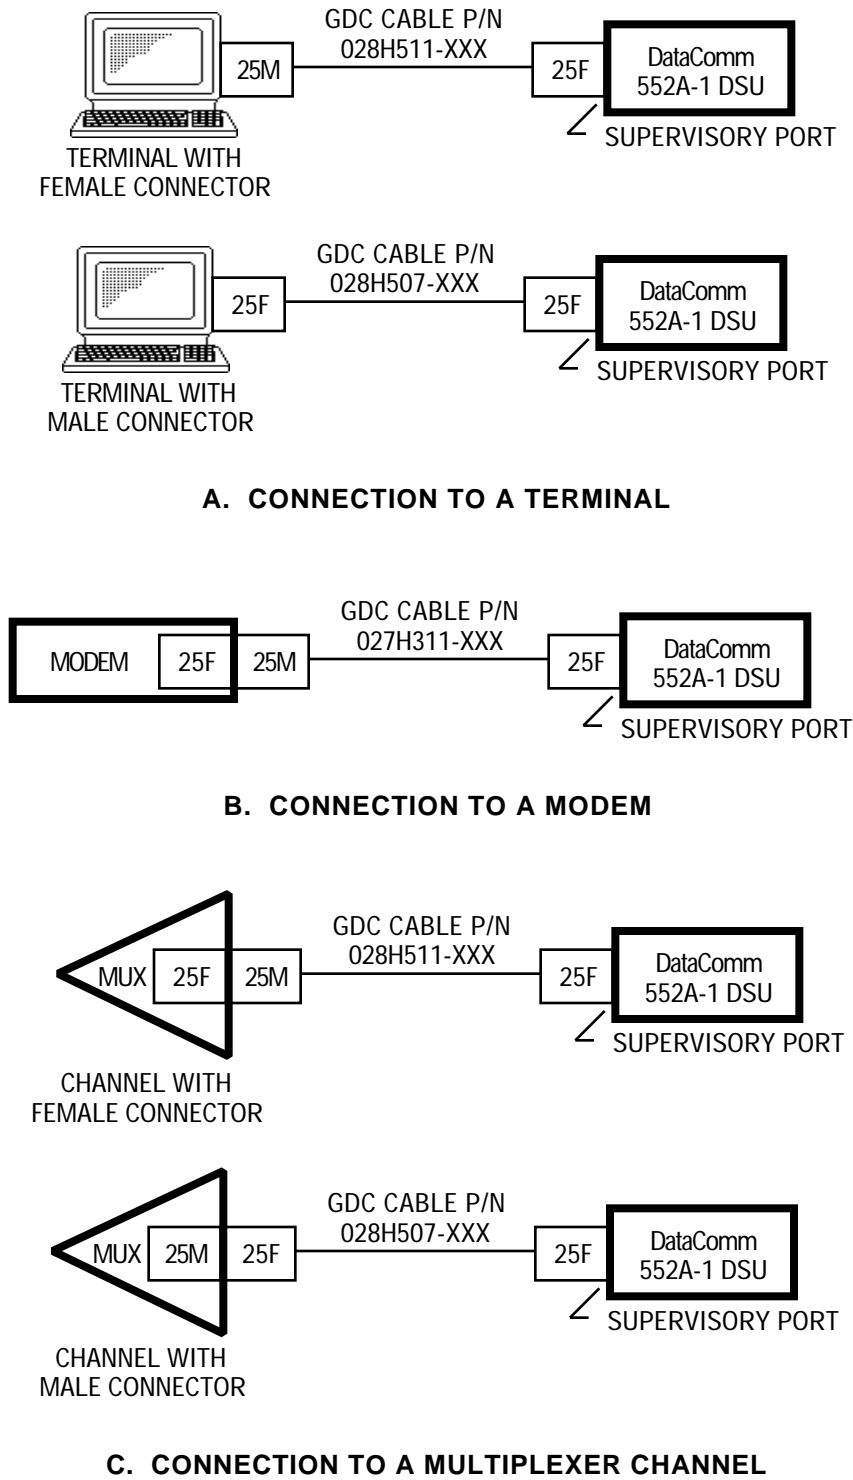 GDC CABLE P/N
028H511-XXX
25M
25F
DataComm
552A-1 DSU
SUPERVISORY PORT
TERMINAL WITH
FEMALE CONNECTOR
GDC CABLE P/N
028H507-XXX
25F
25F
DataComm
552A-1 DSU
SUPERVISORY PORT
TERMINAL WITH
MALE CONNECTOR
A. CONNECTION TO A TERMINAL
GDC CABLE P/N
027H311-XXX
MODEM
25F
25M
25F
DataComm
552A-1 DSU
SUPERVISORY PORT
B. CONNECTION TO A MODEM
GDC CABLE P/N
028H511-XXX
MUX
25F
25M
25F
DataComm
552A-1 DSU
SUPERVISORY PORT
CHANNEL WITH
FEMALE CONNECTOR
GDC CABLE P/N
028H507-XXX
MUX
25M
25F
25F
DataComm
552A-1 DSU
SUPERVISORY PORT
CHANNEL WITH
MALE CONNECTOR
C. CONNECTION TO A MULTIPLEXER CHANNEL